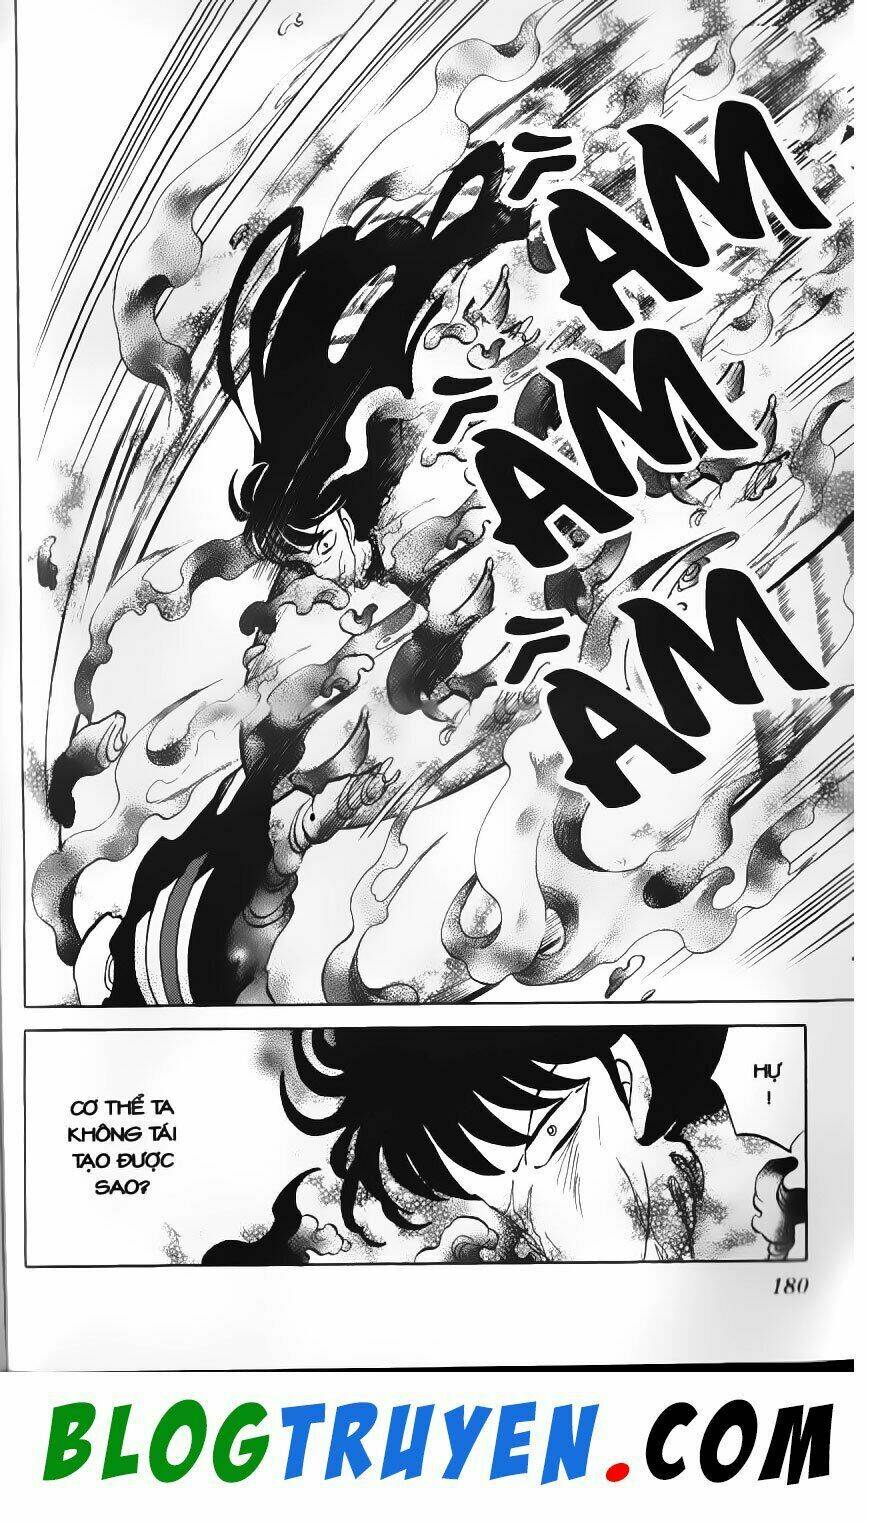 ẦM
ẦM
ẦM
HỰ
!
CƠ THỂ TA
KHÔNG TÁI
TẠO ĐƯỢC
SAO?
180
BLOGTRUYEN.COM